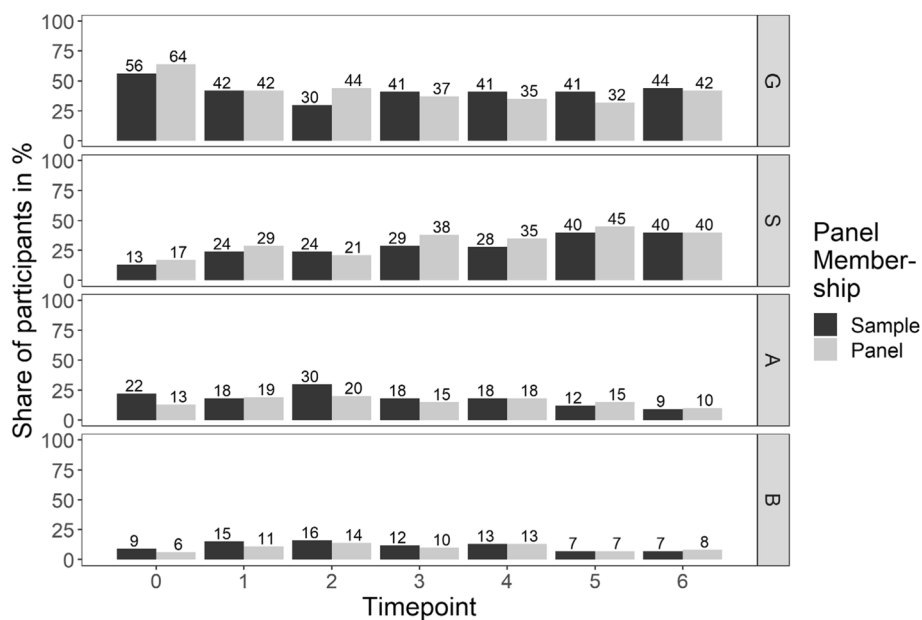 Share of participants in %
100
75
50
25
0
56 64 42 42 30 44 41 37 41 35 41 32 44 42
G
100
75
50
25
0
13 17 24 29 24 21 29 38 28 35 40 45 40 40
S
100
75
50
25
0
22 13 18 19 30 20 18 15 18 18 12 15 9 10
A
100
75
50
25
0
9 6 15 11 16 14 12 10 13 13 7 7 7 8
B
0 1 2 3 4 5 6
Timepoint
Panel
Member-
ship
Sample
Panel